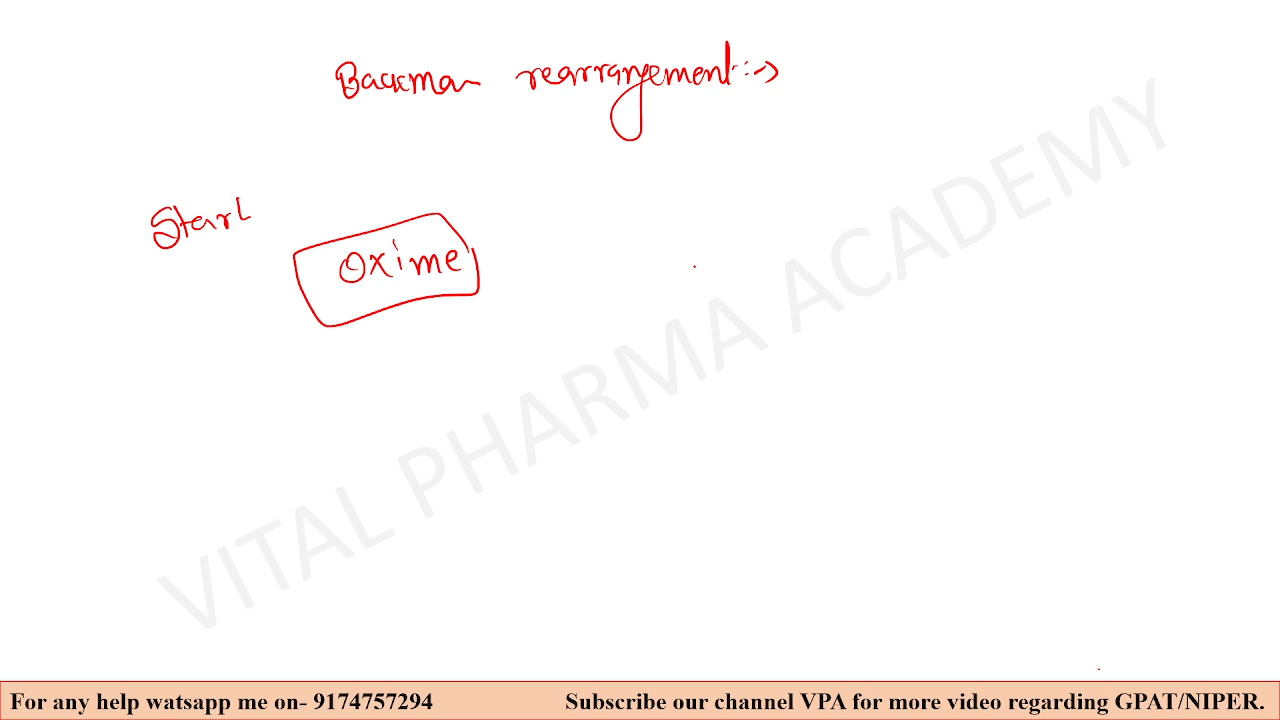 Backman rearrangement :->
Start
Oxime
VITAL PHARMA ACADEMY
For any help watsapp me on- 9174757294 Subscribe our channel VPA for more video regarding GPAT/NIPER.